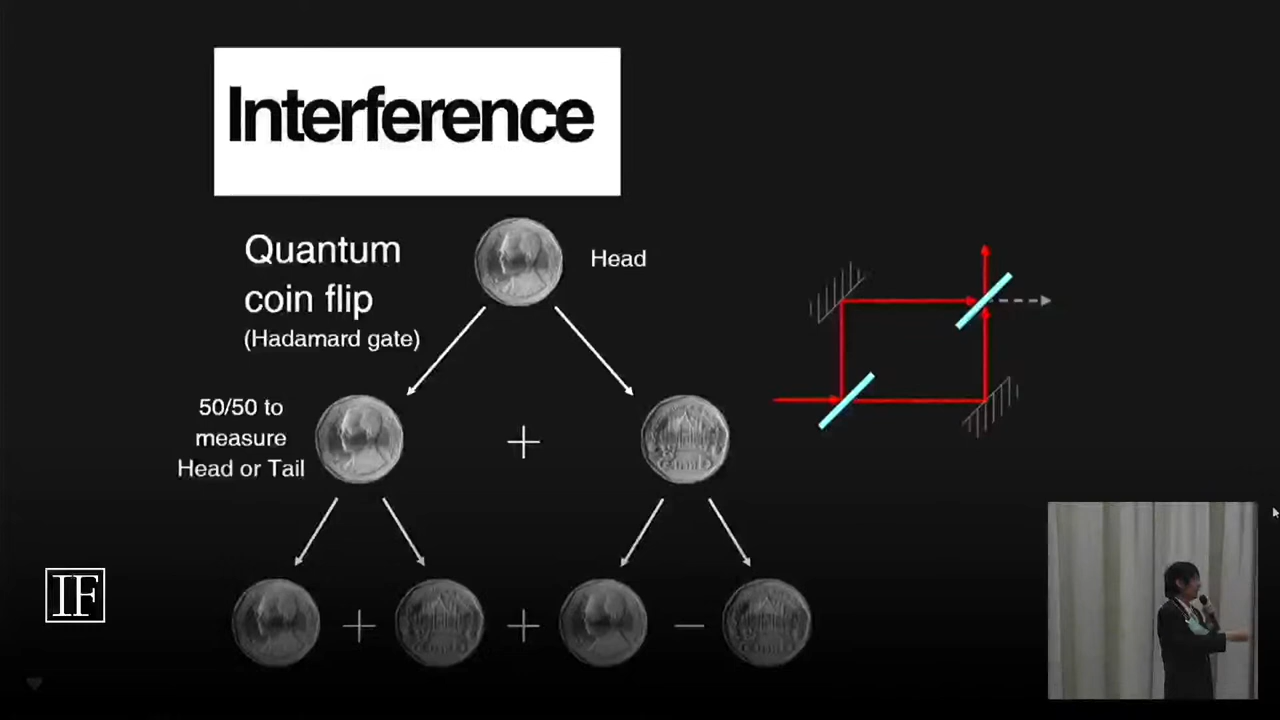 Interference
Quantum
coin flip
(Hadamard gate)
Head
50/50 to
measure
Head or Tail
+
+
+
−
IF